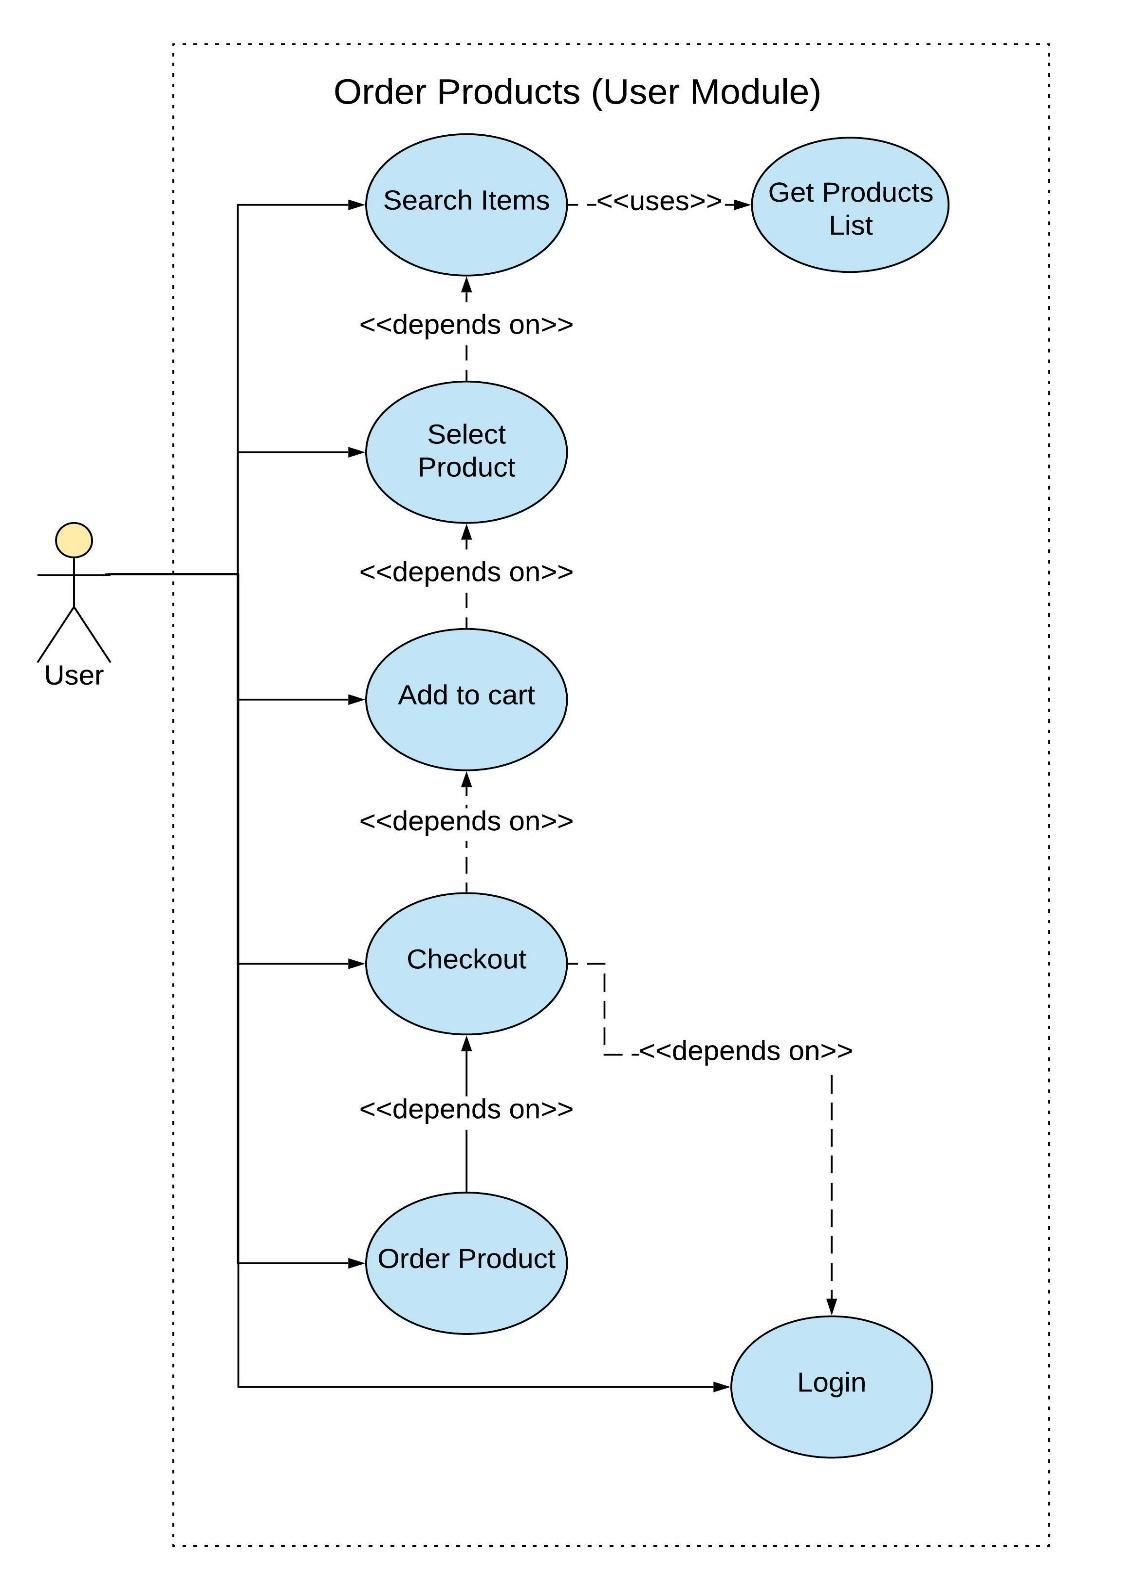 Order Products (User Module)
Search Items
<<uses>>
Get Products
List
<<depends on>>
Select
Product
<<depends on>>
User
Add to cart
<<depends on>>
Checkout
<<depends on>>
<<depends on>>
Order Product
Login